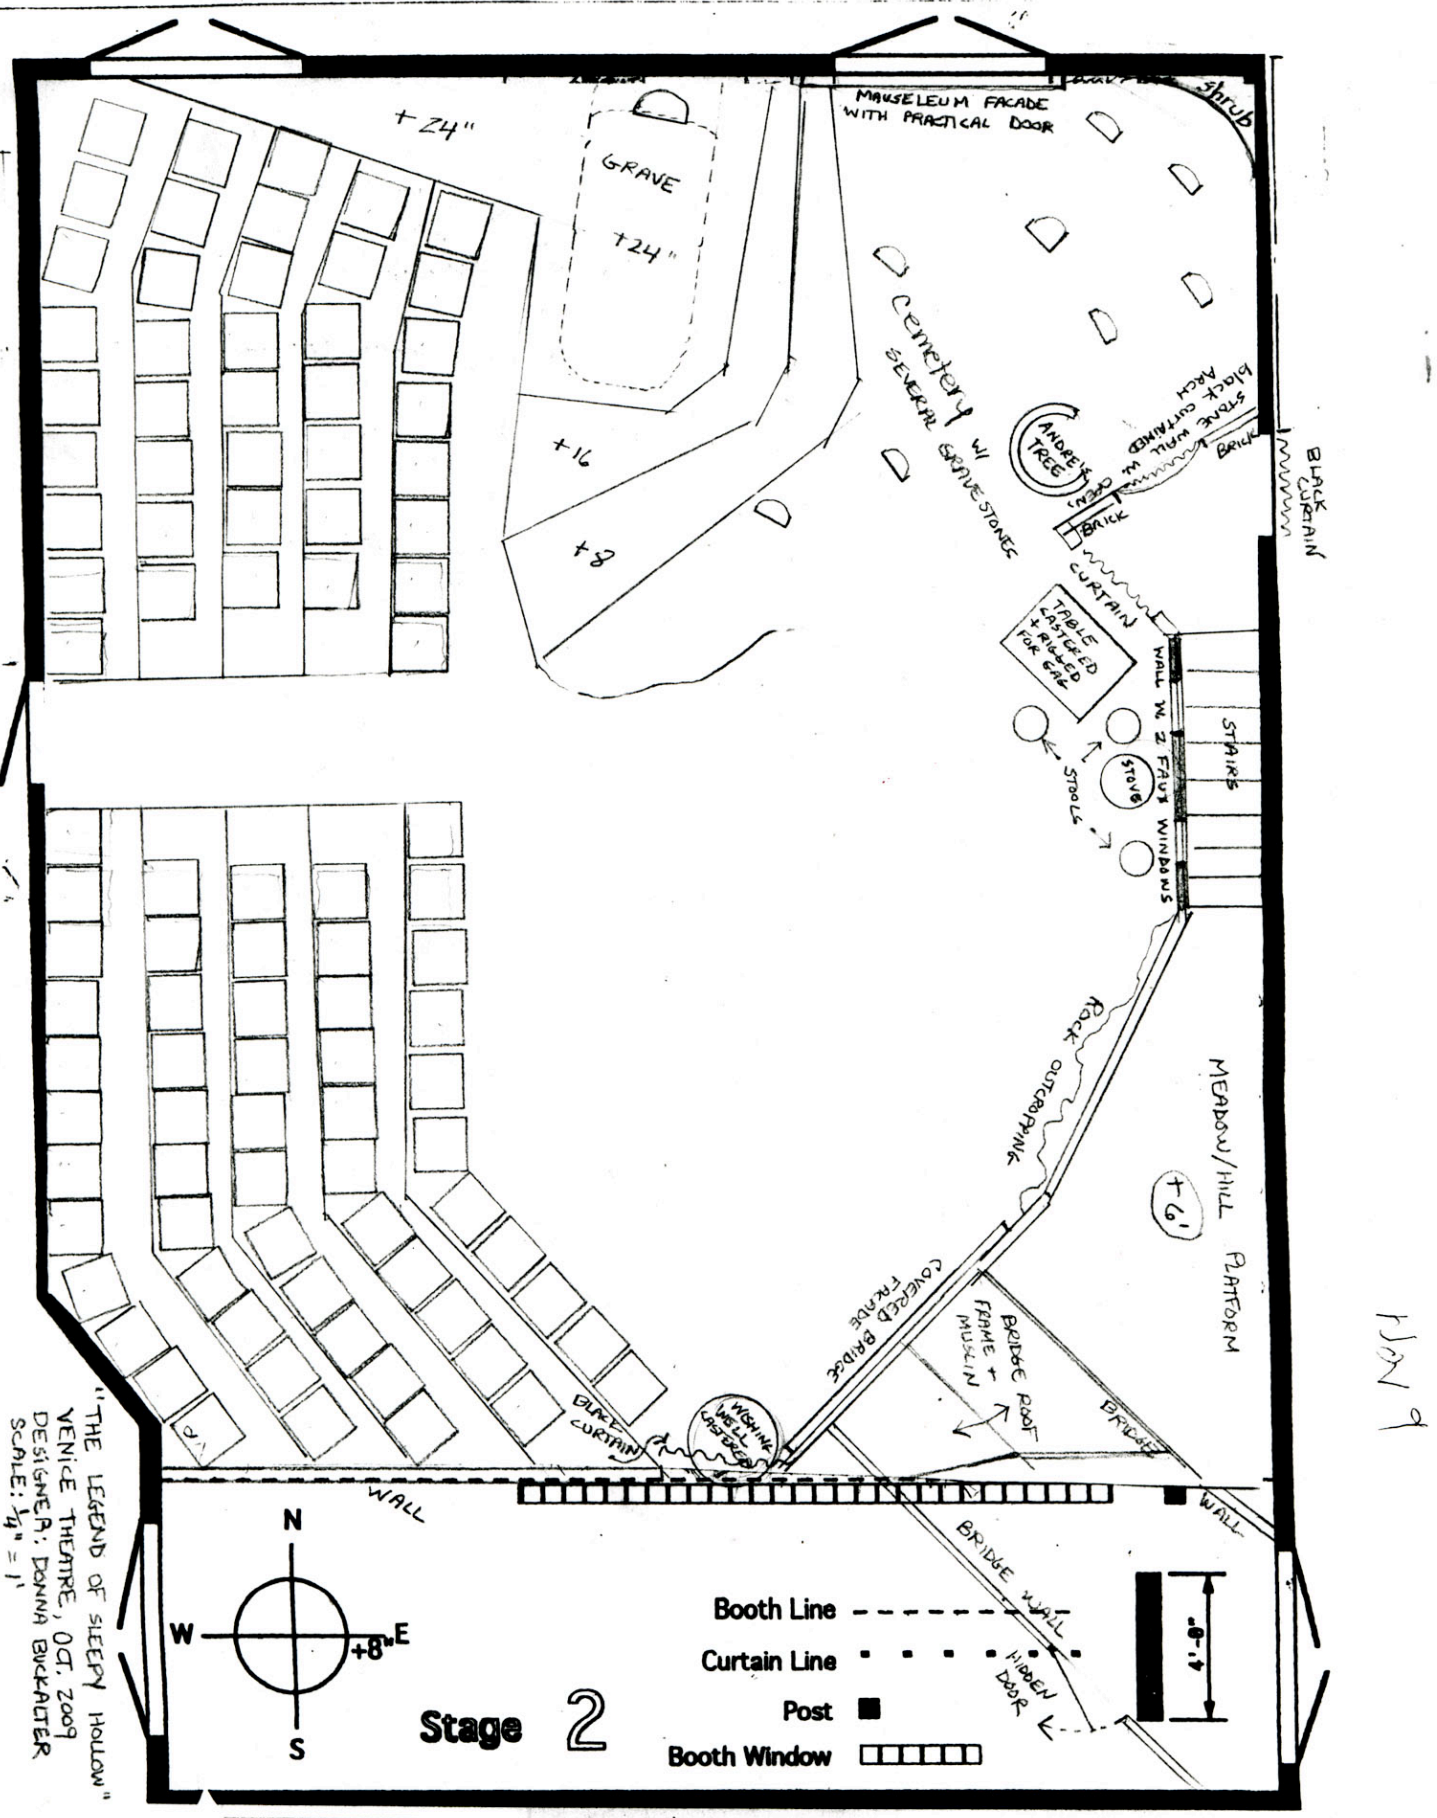 shrub
MAUSELEUM FACADE
WITH PRACTICAL DOOR
+24"
GRAVE
+24"
Cemetery W/
SEVERAL GRAVESTONES
black CURTAINED
STONE WALL W.
ARCH
BRICK
BLACK
CURTAIN
ANDRE'S
TREE
BRICK
+16
+8
CURTAIN
TABLE
CASTERED
+ RIGGED
FOR GAG
WALL W. 2 FAUX WINDOWS
STAIRS
STOVE
STOOLS
ROCK OUTCROPPING
MEADOW/HILL PLATFORM
+6'
COVERED BRIDGE
FACADE
BRIDGE ROOF
FRAME +
MUSLIN
BRIDGE
BLACK
CURTAIN
WISHING
WELL
CASTERED
WALL
WALL
BRIDGE WALL
HIDDEN
DOOR
N
W
E
S
+8"
Stage 2
Booth Line
Curtain Line
Post
Booth Window
4'-0"
"THE LEGEND OF SLEEPY HOLLOW"
VENICE THEATRE, OCT. 2009
DESIGNER: DONNA BUCKALTER
SCALE: 1/4" = 1'